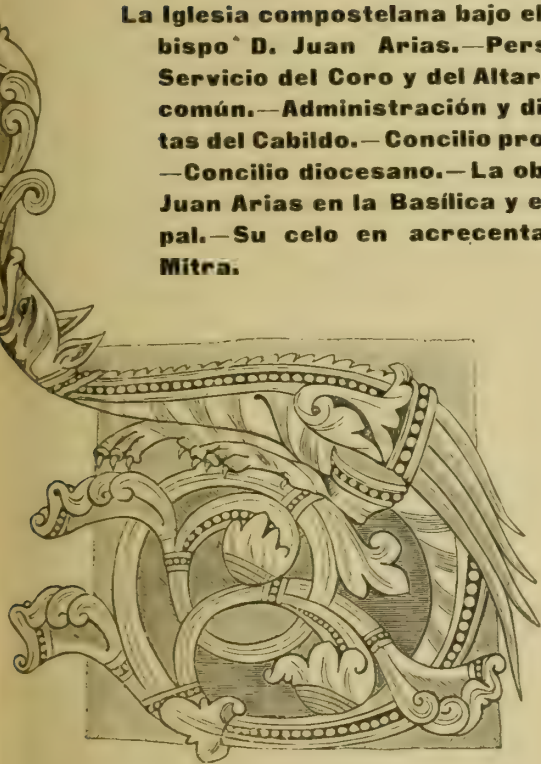 La Iglesia compostelana bajo el
bispo D. Juan Arias.—Pers
Servicio del Coro y del Altar
común.—Administración y di
tas del Cabildo.—Concilio pro
—Concilio diocesano.—La ob
Juan Arias en la Basílica y e
pal.—Su celo en acrecenta
Mitra.